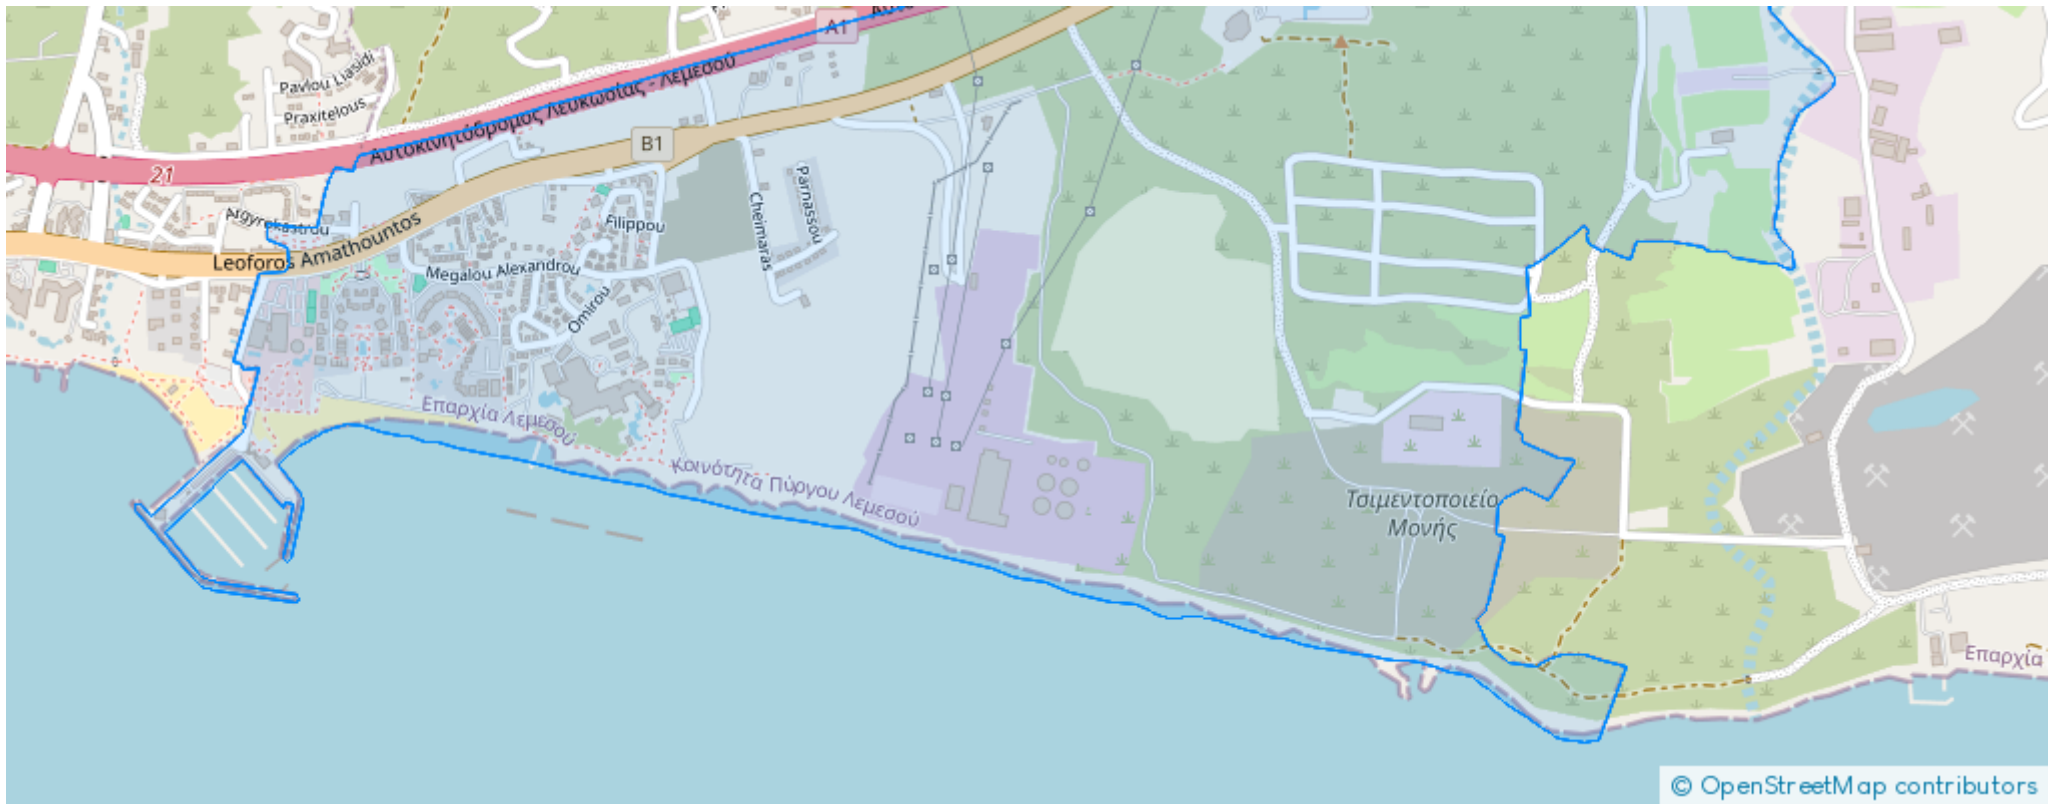 A1
Αυτοκινητόδρομος Λευκωσίας - Λεμεσού
Pavlou Liasidi
Praxitelous
21
B1
Argyrokastrou
Leoforos Amathountos
Filippou
Megalou Alexandrou
Omirou
Cheimaras
Parnassou
Επαρχία Λεμεσού
Κοινότητα Πύργου Λεμεσού
Τσιμεντοποιείο
Μονής
Επαρχία
© OpenStreetMap contributors